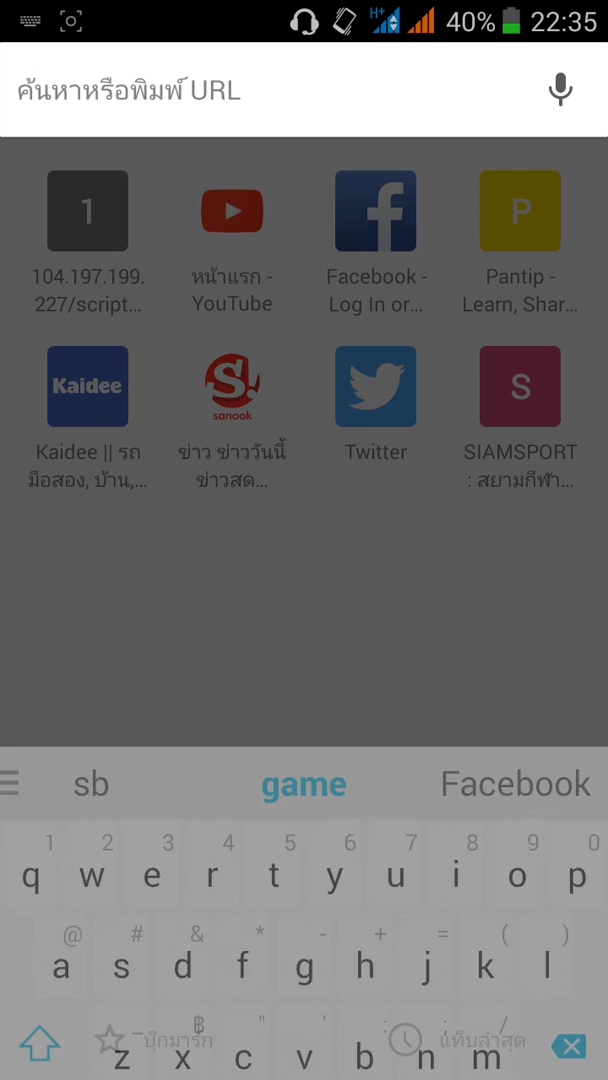 H+ 40% 22:35
ค้นหาหรือพิมพ์ URL
1 P
104.197.199.227/script… หน้าแรก - YouTube Facebook - Log In or… Pantip - Learn, Shar…
Kaidee S! sanook S
Kaidee || รถมือสอง, บ้าน,… ข่าว ข่าววันนี้ ข่าวสด… Twitter SIAMSPORT : สยามกีฬา…
sb game Facebook
1 2 3 4 5 6 7 8 9 0
q w e r t y u i o p
@ # & * - + = ( )
a s d f g h j k l
_ ฿ " ' : ; /
บุ๊กมาร์ก แท็บล่าสุด
z x c v b n m